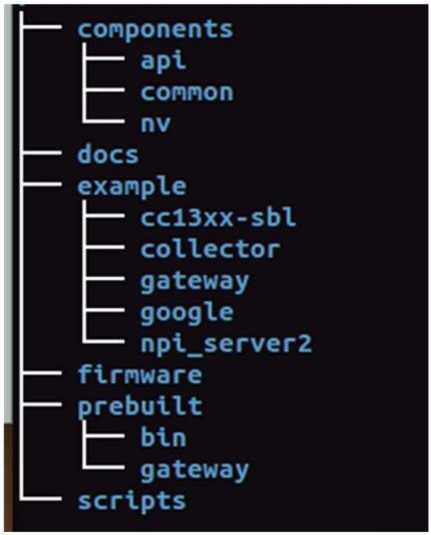 components
api
common
nv
docs
example
cc13xx-sbl
collector
gateway
google
npi_server2
firmware
prebuilt
bin
gateway
scripts